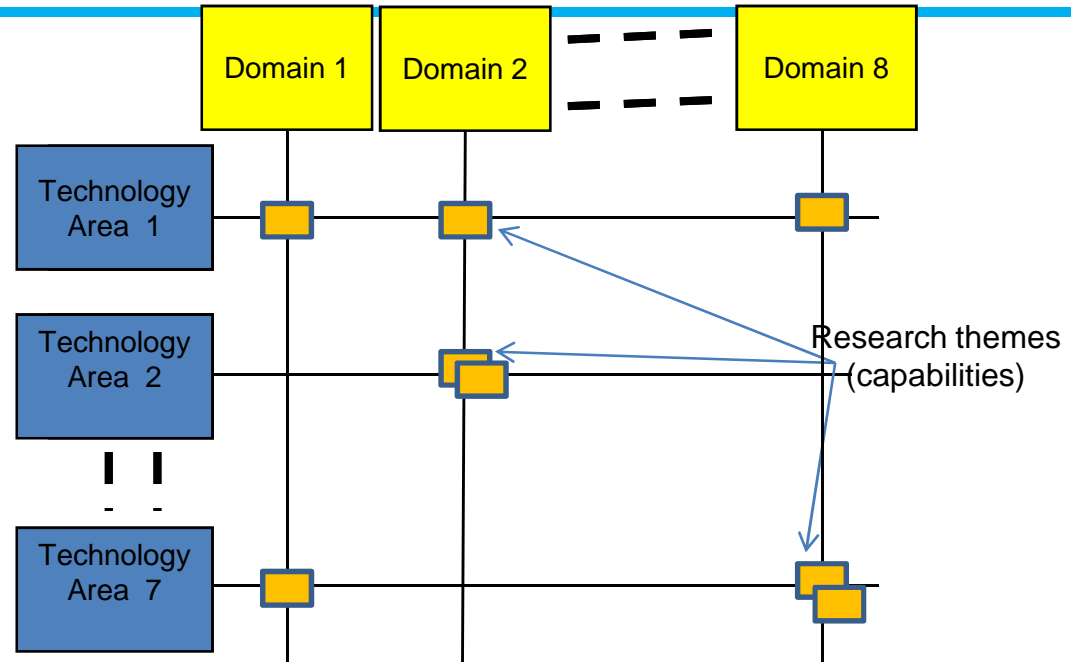 Domain 1
Domain 2
Domain 8
Technology
Area 1
Technology
Area 2
Research themes
(capabilities)
Technology
Area 7